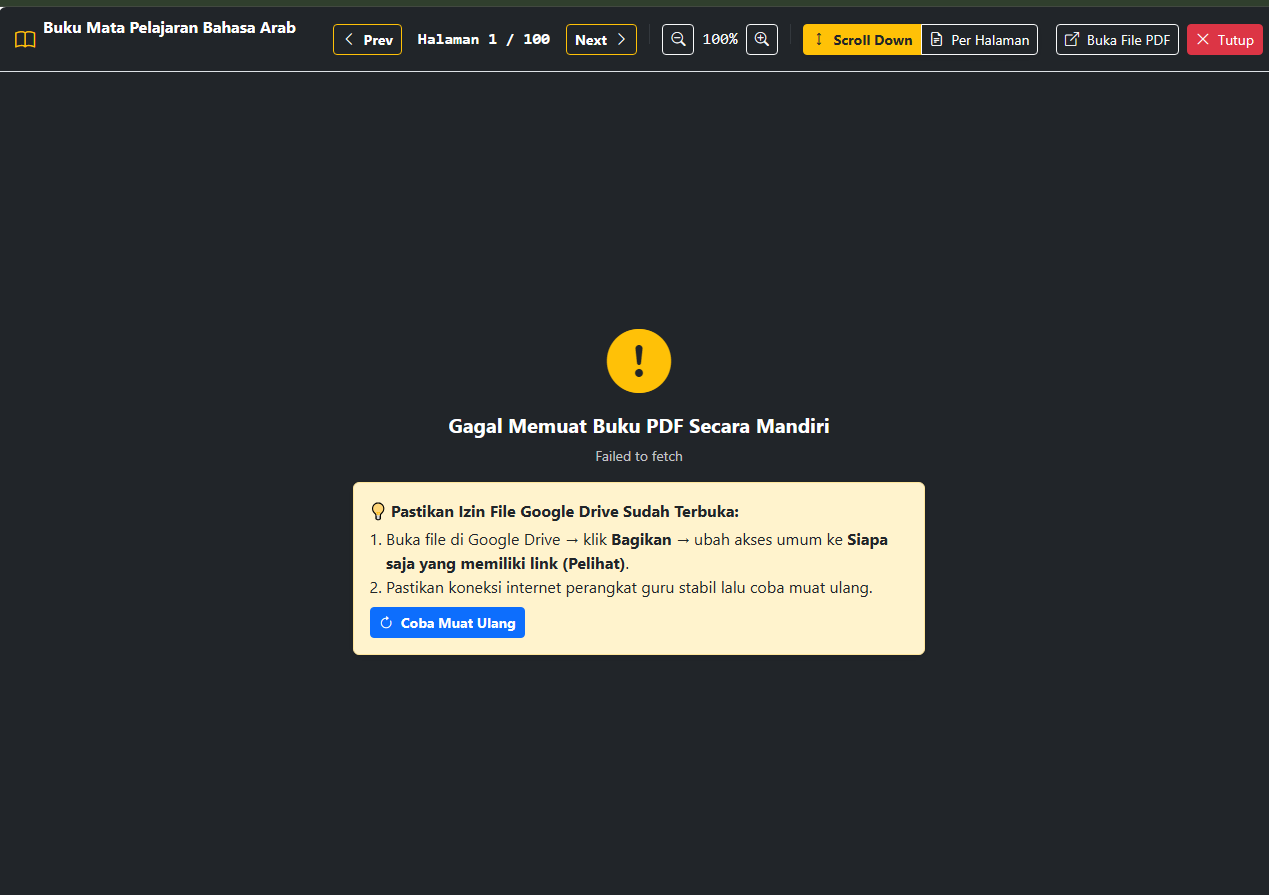 Buku Mata Pelajaran Bahasa Arab
Prev Halaman 1 / 100 Next 100% Scroll Down Per Halaman Buka File PDF Tutup
Gagal Memuat Buku PDF Secara Mandiri
Failed to fetch
Pastikan Izin File Google Drive Sudah Terbuka:
1. Buka file di Google Drive → klik Bagikan → ubah akses umum ke Siapa
saja yang memiliki link (Pelihat).
2. Pastikan koneksi internet perangkat guru stabil lalu coba muat ulang.
Coba Muat Ulang